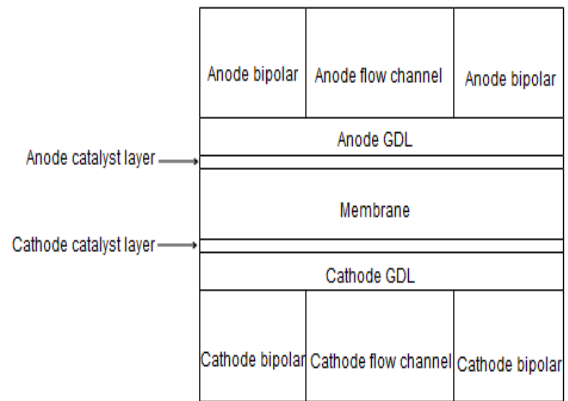 Anode bipolar
Anode flow channel
Anode bipolar
Anode GDL
Anode catalyst layer
Membrane
Cathode catalyst layer
Cathode GDL
Cathode bipolar
Cathode flow channel
Cathode bipolar